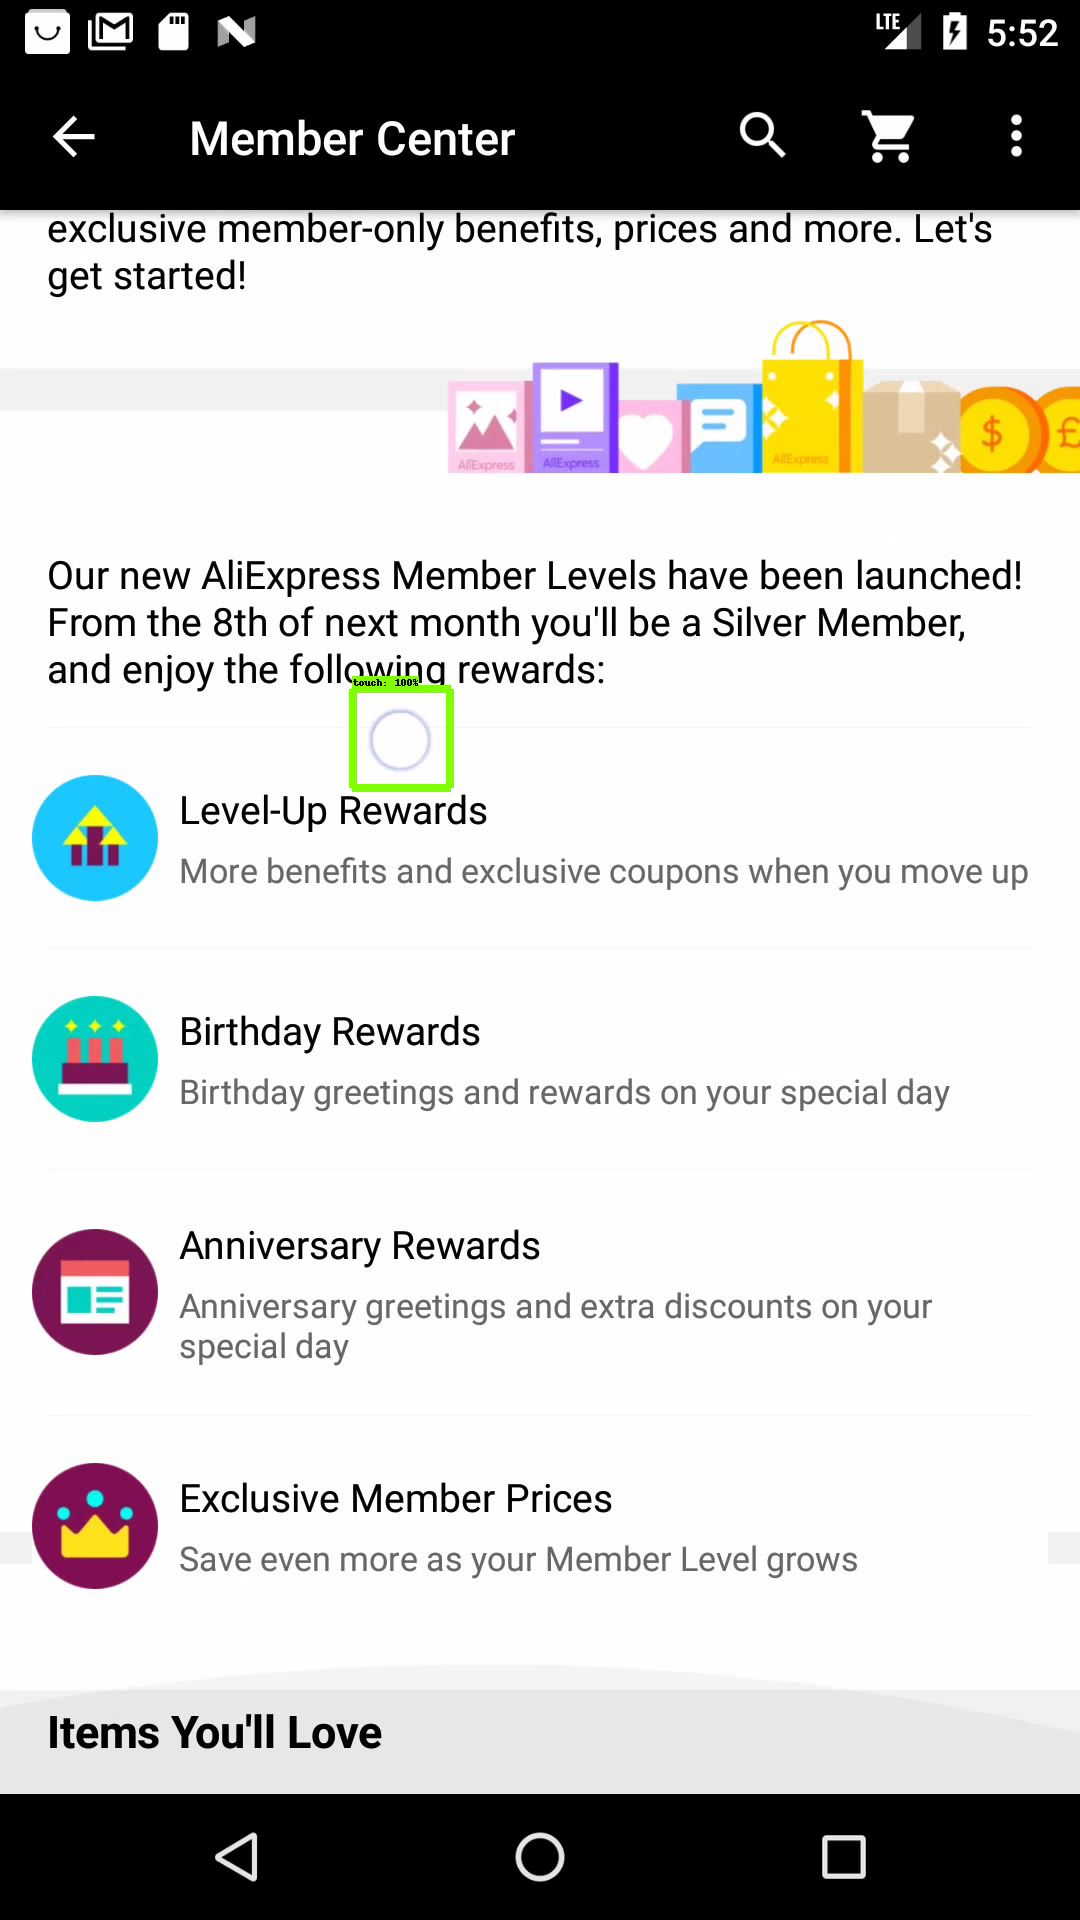 LTE 5:52
Member Center
exclusive member-only benefits, prices and more. Let's
get started!
$ £
AliExpress AliExpress AliExpress
Our new AliExpress Member Levels have been launched!
From the 8th of next month you'll be a Silver Member,
and enjoy the following rewards:
touch: 100%
Level-Up Rewards
More benefits and exclusive coupons when you move up
Birthday Rewards
Birthday greetings and rewards on your special day
Anniversary Rewards
Anniversary greetings and extra discounts on your
special day
Exclusive Member Prices
Save even more as your Member Level grows
Items You'll Love